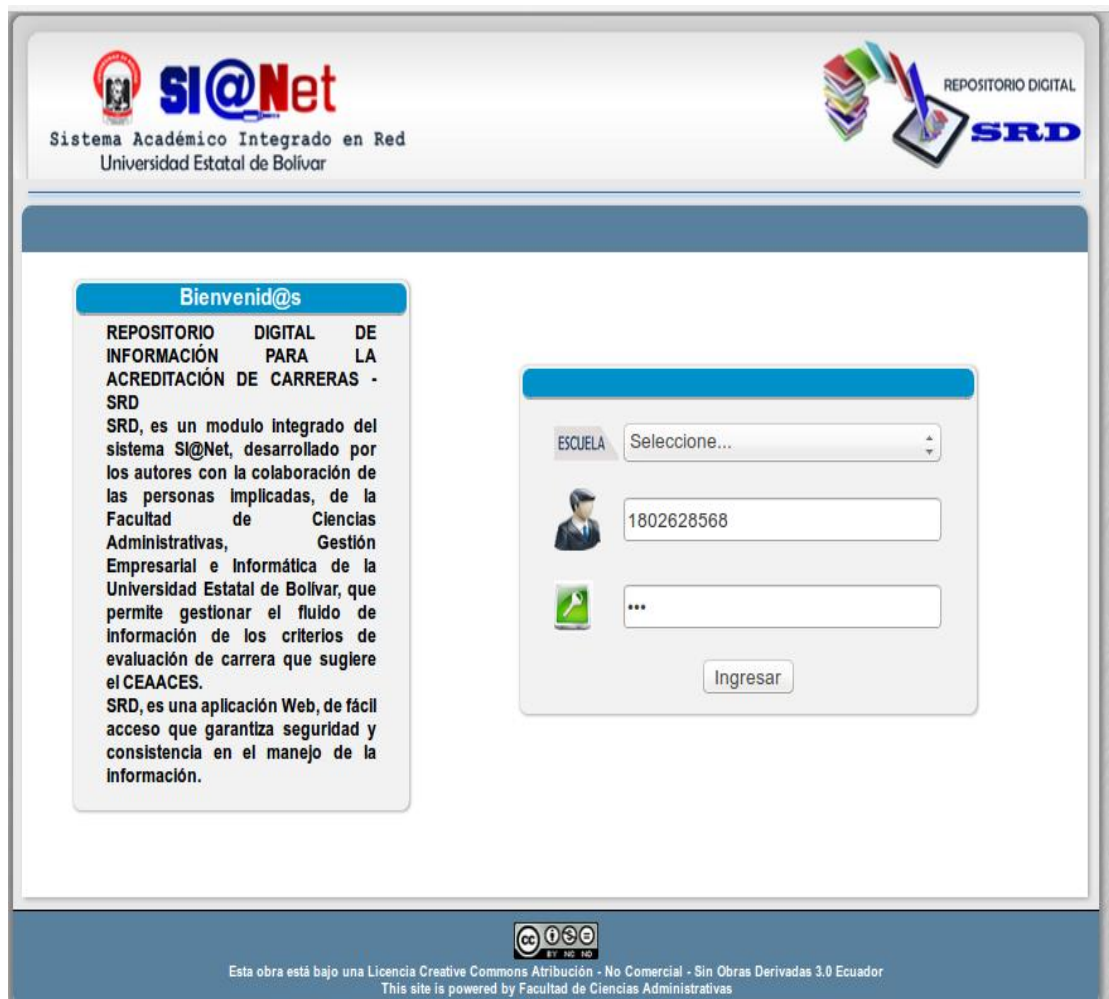 SI@Net
Sistema Académico Integrado en Red
Universidad Estatal de Bolívar
REPOSITORIO DIGITAL
SRD
Bienvenid@s
REPOSITORIO DIGITAL DE
INFORMACIÓN PARA LA
ACREDITACIÓN DE CARRERAS -
SRD
SRD, es un modulo integrado del
sistema SI@Net, desarrollado por
los autores con la colaboración de
las personas implicadas, de la
Facultad de Ciencias
Administrativas, Gestión
Empresarial e Informática de la
Universidad Estatal de Bolívar, que
permite gestionar el fluido de
información de los criterios de
evaluación de carrera que sugiere
el CEAACES.
SRD, es una aplicación Web, de fácil
acceso que garantiza seguridad y
consistencia en el manejo de la
información.
ESCUELA Seleccione...
1802628568
•••
Ingresar
cc
BY NC ND
Esta obra está bajo una Licencia Creative Commons Atribución - No Comercial - Sin Obras Derivadas 3.0 Ecuador
This site is powered by Facultad de Ciencias Administrativas